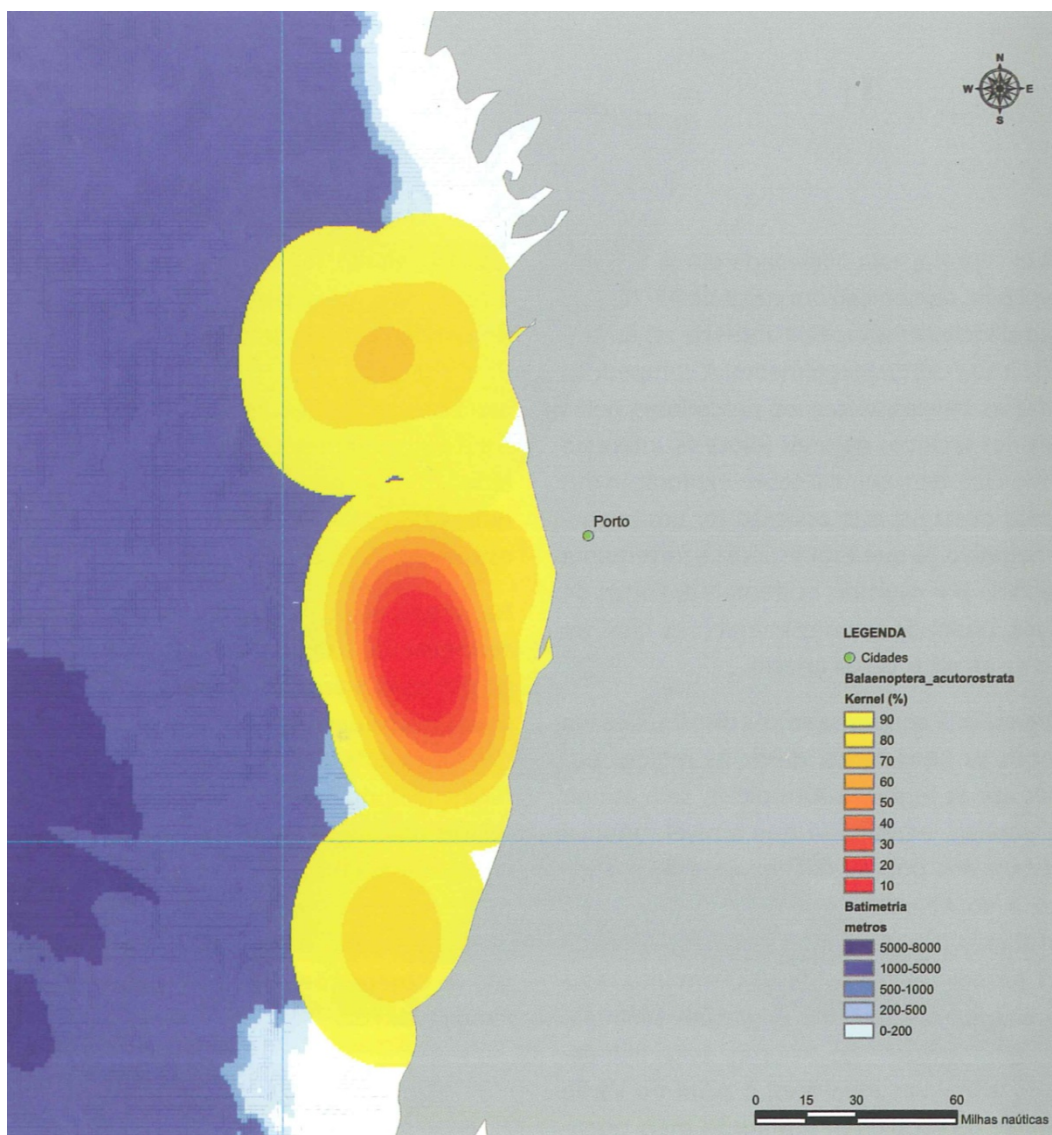 N
W E
S
Porto
LEGENDA
Cidades
Balaenoptera_acutorostrata
Kernel (%)
90
80
70
60
50
40
30
20
10
Batimetria
metros
5000-8000
1000-5000
500-1000
200-500
0-200
0 15 30 60
Milhas naúticas